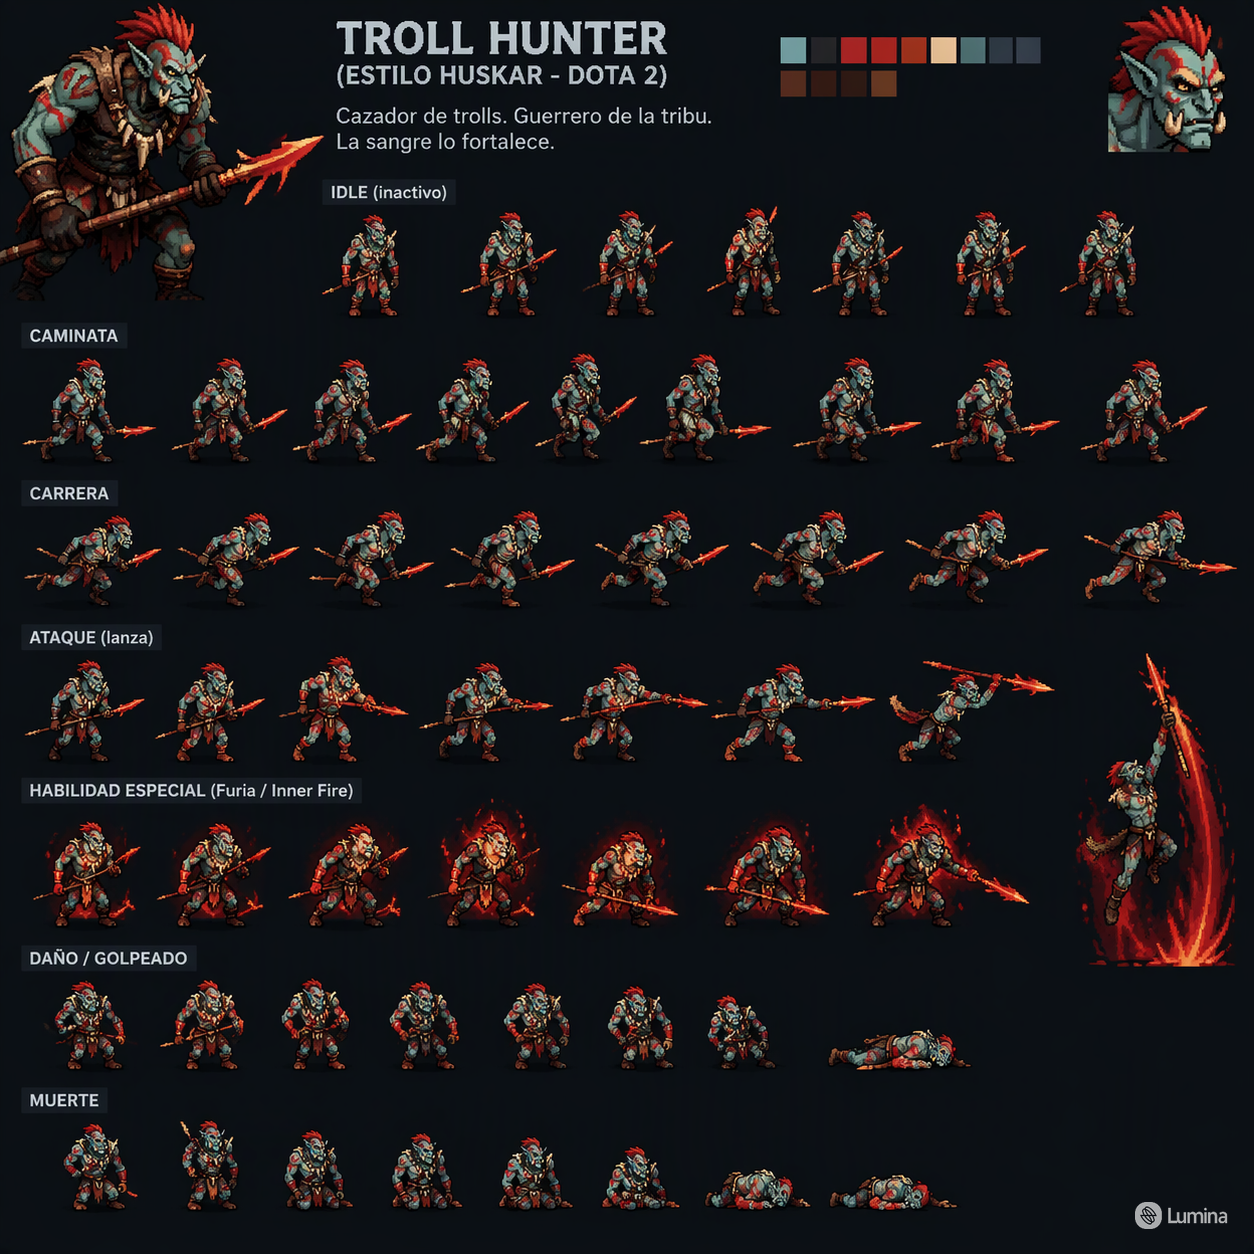 TROLL HUNTER
(ESTILO HUSKAR - DOTA 2)
Cazador de trolls. Guerrero de la tribu.
La sangre lo fortalece.
IDLE (inactivo)
CAMINATA
CARRERA
ATAQUE (lanza)
HABILIDAD ESPECIAL (Furia / Inner Fire)
DAÑO / GOLPEADO
MUERTE
Lumina